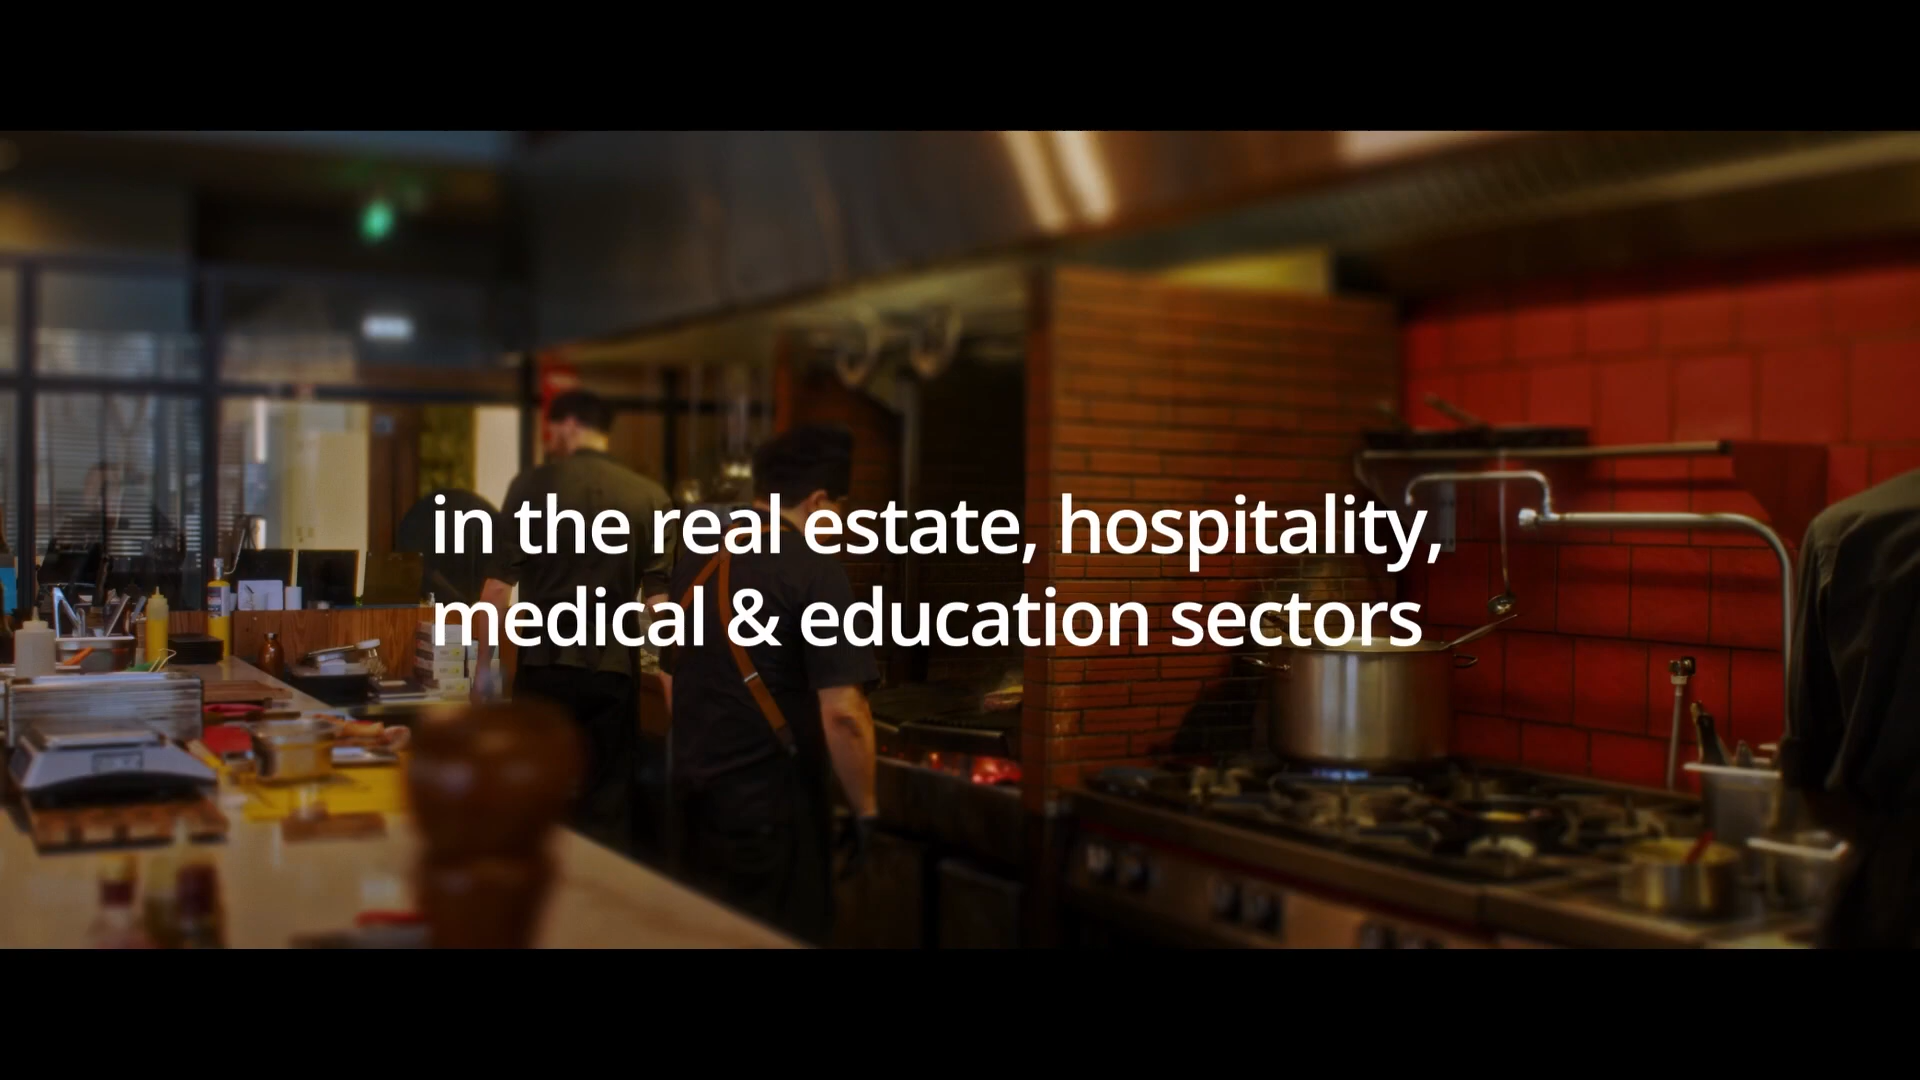 in the real estate, hospitality,
medical & education sectors